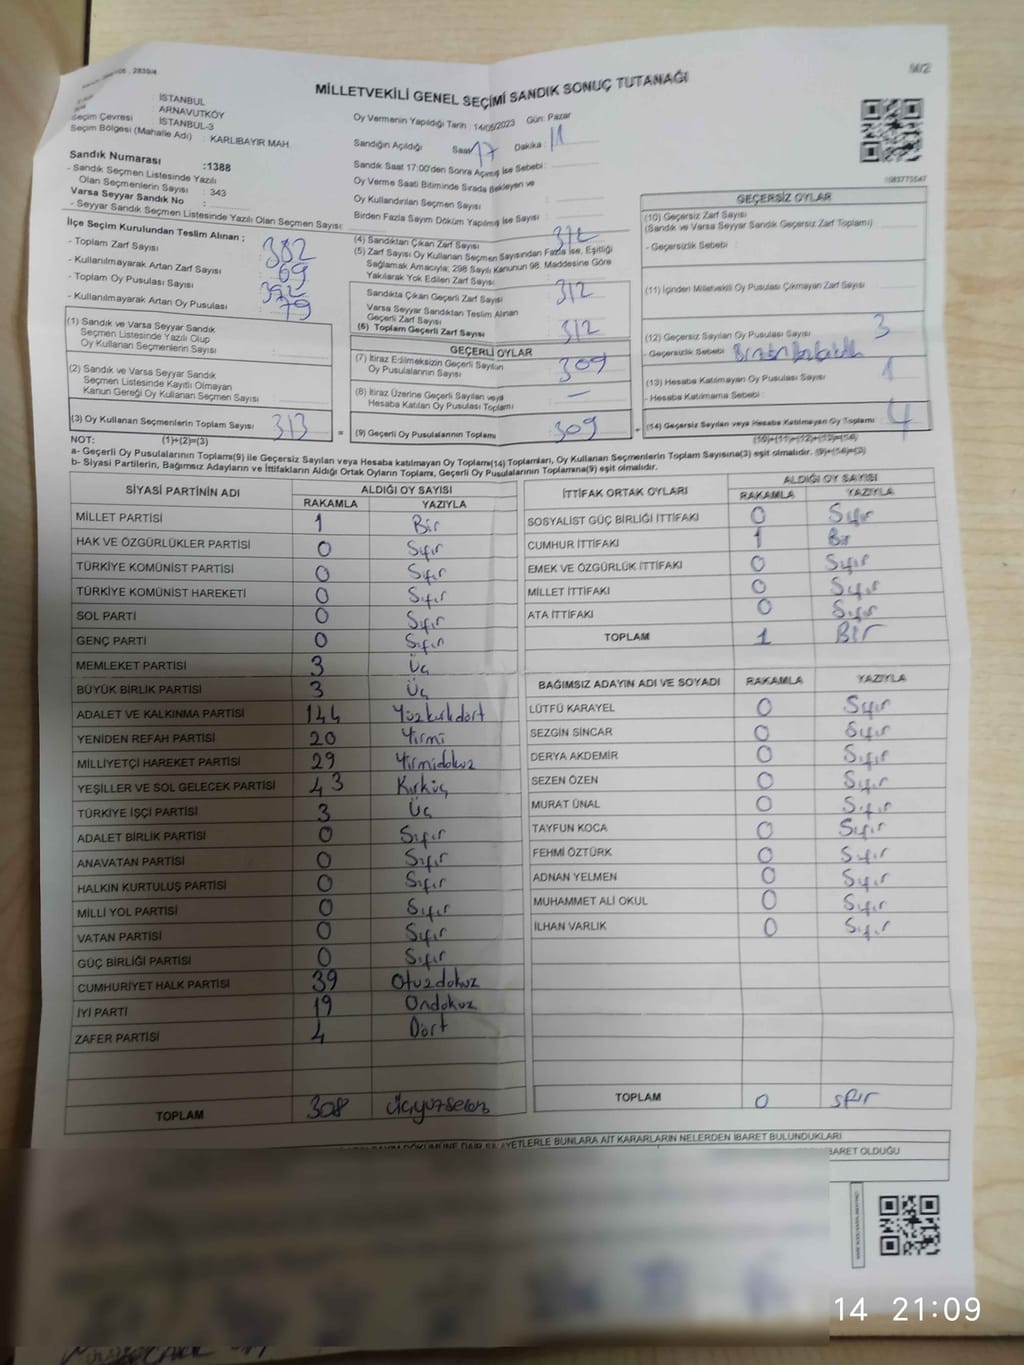 M/2
MİLLETVEKİLİ GENEL SEÇİMİ SANDIK SONUÇ TUTANAĞI
İSTANBUL
ARNAVUTKÖY
Seçim Çevresi : İSTANBUL-3
Seçim Bölgesi (Mahalle Adı) : KARLIBAYIR MAH.
Sandık Numarası :1388
- Sandık Seçmen Listesinde Yazılı
Olan Seçmenlerin Sayısı : 343
Varsa Seyyar Sandık No :
- Seyyar Sandık Seçmen Listesinde Yazılı Olan Seçmen Sayısı:
Oy Vermenin Yapıldığı Tarih : 14/05/2023 Gün: Pazar
Sandığın Açıldığı Saat 17 Dakika : 11
Sandık Saat 17:00'den Sonra Açılmış İse Sebebi :
Oy Verme Saati Bitiminde Sırada Bekleyen ve
Oy Kullandırılan Seçmen Sayısı :
Birden Fazla Sayım Döküm Yapılmış İse Sayısı :
İlçe Seçim Kurulundan Teslim Alınan ;
- Toplam Zarf Sayısı : 382
- Kullanılmayarak Artan Zarf Sayısı : 69
- Toplam Oy Pusulası Sayısı : 392
- Kullanılmayarak Artan Oy Pusulası : 79
(1) Sandık ve Varsa Seyyar Sandık
Seçmen Listesinde Yazılı Olup
Oy Kullanan Seçmenlerin Sayısı :
(2) Sandık ve Varsa Seyyar Sandık
Seçmen Listesinde Kayıtlı Olmayan
Kanun Gereği Oy Kullanan Seçmen Sayısı :
(3) Oy Kullanan Seçmenlerin Toplam Sayısı : 313
(1)+(2)=(3)
(4) Sandıktan Çıkan Zarf Sayısı : 312
(5) Zarf Sayısı Oy Kullanan Seçmen Sayısından Fazla İse, Eşitliği
Sağlamak Amacıyla; 298 Sayılı Kanunun 98. Maddesine Göre
Yakılarak Yok Edilen Zarf Sayısı :
Sandıkta Çıkan Geçerli Zarf Sayısı : 312
Varsa Seyyar Sandıktan Teslim Alınan
Geçerli Zarf Sayısı :
(6) Toplam Geçerli Zarf Sayısı : 312
GEÇERLİ OYLAR
(7) İtiraz Edilmeksizin Geçerli Sayılan
Oy Pusulalarının Sayısı : 309
(8) İtiraz Üzerine Geçerli Sayılan veya
Hesaba Katılan Oy Pusulası Toplamı : —
= (9) Geçerli Oy Pusulalarının Toplamı : 309
GEÇERSİZ OYLAR
(10) Geçersiz Zarf Sayısı
(Sandık ve Varsa Seyyar Sandık Geçersiz Zarf Toplamı) :
- Geçersizlik Sebebi :
(11) İçinden Milletvekili Oy Pusulası Çıkmayan Zarf Sayısı :
(12) Geçersiz Sayılan Oy Pusulası Sayısı : 3
- Geçersizlik Sebebi :
(13) Hesaba Katılmayan Oy Pusulası Sayısı : 1
- Hesaba Katılmama Sebebi :
+ (14) Geçersiz Sayılan veya Hesaba Katılmayan Oy Toplamı : 4
(10)+(11)+(12)+(13)=(14)
NOT:
a- Geçerli Oy Pusulalarının Toplamı(9) ile Geçersiz Sayılan veya Hesaba katılmayan Oy Toplamı(14) Toplamları, Oy Kullanan Seçmenlerin Toplam Sayısına(3) eşit olmalıdır. (9)+(14)=(3)
b- Siyasi Partilerin, Bağımsız Adayların ve İttifakların Aldığı Ortak Oyların Toplamı, Geçerli Oy Pusulalarının Toplamına(9) eşit olmalıdır.
SİYASİ PARTİNİN ADI ALDIĞI OY SAYISI
RAKAMLA YAZIYLA
MİLLET PARTİSİ 1 Bir
HAK VE ÖZGÜRLÜKLER PARTİSİ 0 Sıfır
TÜRKİYE KOMÜNİST PARTİSİ 0 Sıfır
TÜRKİYE KOMÜNİST HAREKETİ 0 Sıfır
SOL PARTİ 0 Sıfır
GENÇ PARTİ 0 Sıfır
MEMLEKET PARTİSİ 3 Üç
BÜYÜK BİRLİK PARTİSİ 3 Üç
ADALET VE KALKINMA PARTİSİ 144 Yüzkırkdört
YENİDEN REFAH PARTİSİ 20 Yirmi
MİLLİYETÇİ HAREKET PARTİSİ 29 Yirmidokuz
YEŞİLLER VE SOL GELECEK PARTİSİ 43 Kırküç
TÜRKİYE İŞÇİ PARTİSİ 3 Üç
ADALET BİRLİK PARTİSİ 0 Sıfır
ANAVATAN PARTİSİ 0 Sıfır
HALKIN KURTULUŞ PARTİSİ 0 Sıfır
MİLLİ YOL PARTİSİ 0 Sıfır
VATAN PARTİSİ 0 Sıfır
GÜÇ BİRLİĞİ PARTİSİ 0 Sıfır
CUMHURİYET HALK PARTİSİ 39 Otuzdokuz
İYİ PARTİ 19 Ondokuz
ZAFER PARTİSİ 4 Dört
TOPLAM 308 Üçyüzsekiz
İTTİFAK ORTAK OYLARI ALDIĞI OY SAYISI
RAKAMLA YAZIYLA
SOSYALİST GÜÇ BİRLİĞİ İTTİFAKI 0 Sıfır
CUMHUR İTTİFAKI 1 Bir
EMEK VE ÖZGÜRLÜK İTTİFAKI 0 Sıfır
MİLLET İTTİFAKI 0 Sıfır
ATA İTTİFAKI 0 Sıfır
TOPLAM 1 Bir
BAĞIMSIZ ADAYIN ADI VE SOYADI RAKAMLA YAZIYLA
LÜTFÜ KARAYEL 0 Sıfır
SEZGİN SİNCAR 0 Sıfır
DERYA AKDEMİR 0 Sıfır
SEZEN ÖZEN 0 Sıfır
MURAT ÜNAL 0 Sıfır
TAYFUN KOCA 0 Sıfır
FEHMİ ÖZTÜRK 0 Sıfır
ADNAN YELMEN 0 Sıfır
MUHAMMET ALİ OKUL 0 Sıfır
İLHAN VARLIK 0 Sıfır
TOPLAM 0 Sıfır
BUNLARA AİT KARARLARIN NELERDEN İBARET BULUNDUKLARI
İBARET OLDUĞU
14 21:09